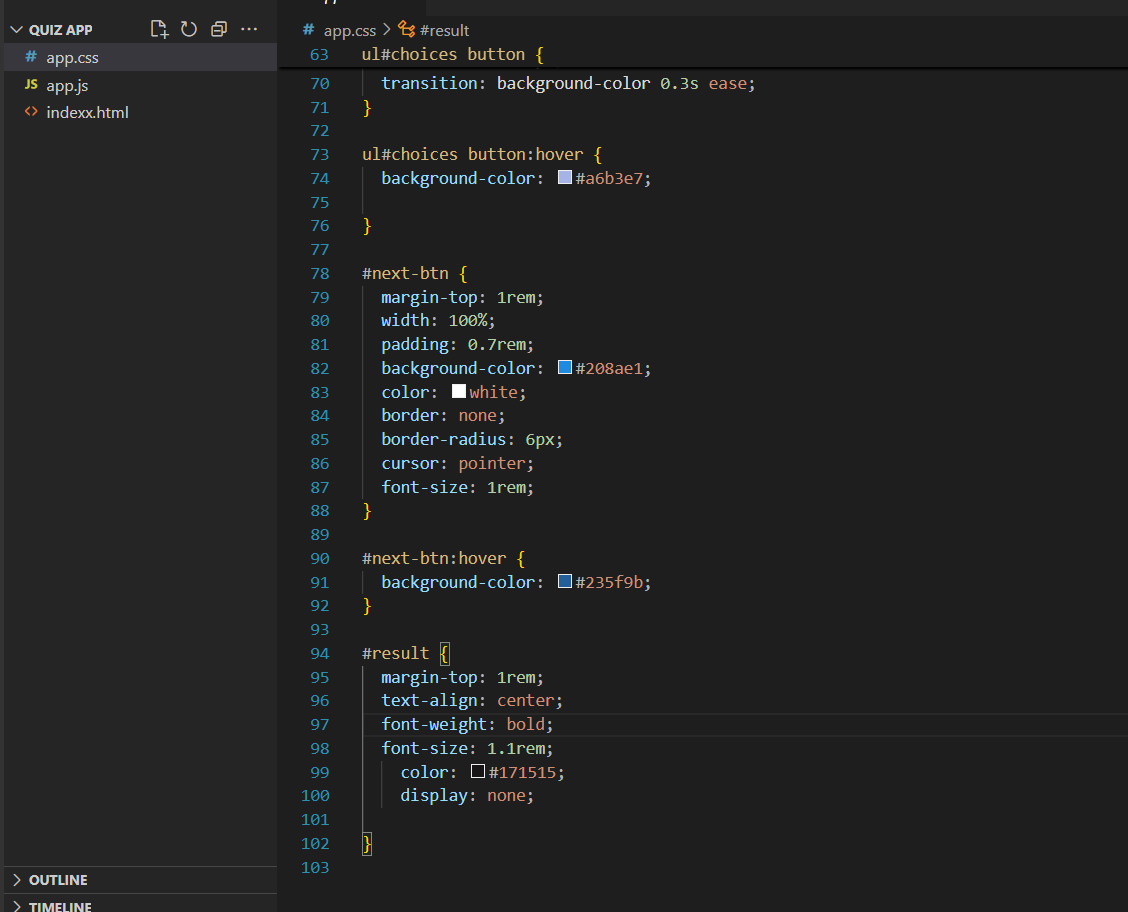 QUIZ APP
# app.css
JS app.js
<> indexx.html
OUTLINE
TIMELINE
# app.css > #result
63 ul#choices button {
70 transition: background-color 0.3s ease;
71 }
72
73 ul#choices button:hover {
74 background-color: #a6b3e7;
75
76 }
77
78 #next-btn {
79 margin-top: 1rem;
80 width: 100%;
81 padding: 0.7rem;
82 background-color: #208ae1;
83 color: white;
84 border: none;
85 border-radius: 6px;
86 cursor: pointer;
87 font-size: 1rem;
88 }
89
90 #next-btn:hover {
91 background-color: #235f9b;
92 }
93
94 #result {
95 margin-top: 1rem;
96 text-align: center;
97 font-weight: bold;
98 font-size: 1.1rem;
99 color: #171515;
100 display: none;
101
102 }
103